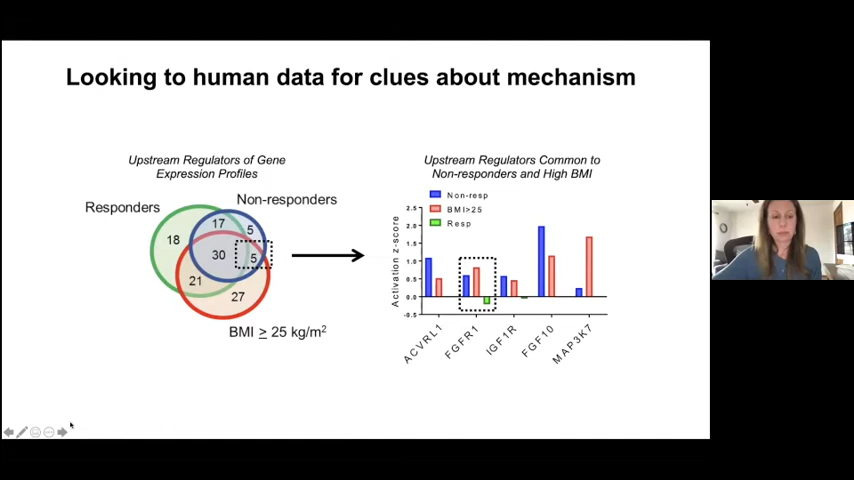 Looking to human data for clues about mechanism
Upstream Regulators of Gene
Expression Profiles
Responders
Non-responders
17
5
18
30
5
21
27
BMI > 25 kg/m2
Upstream Regulators Common to
Non-responders and High BMI
Non-resp
BMI>25
Resp
Activation z-score
2.5
2.0
1.5
1.0
0.5
0.0
-0.5
ACVRL1
FGFR1
IGF1R
FGF10
MAP3K7